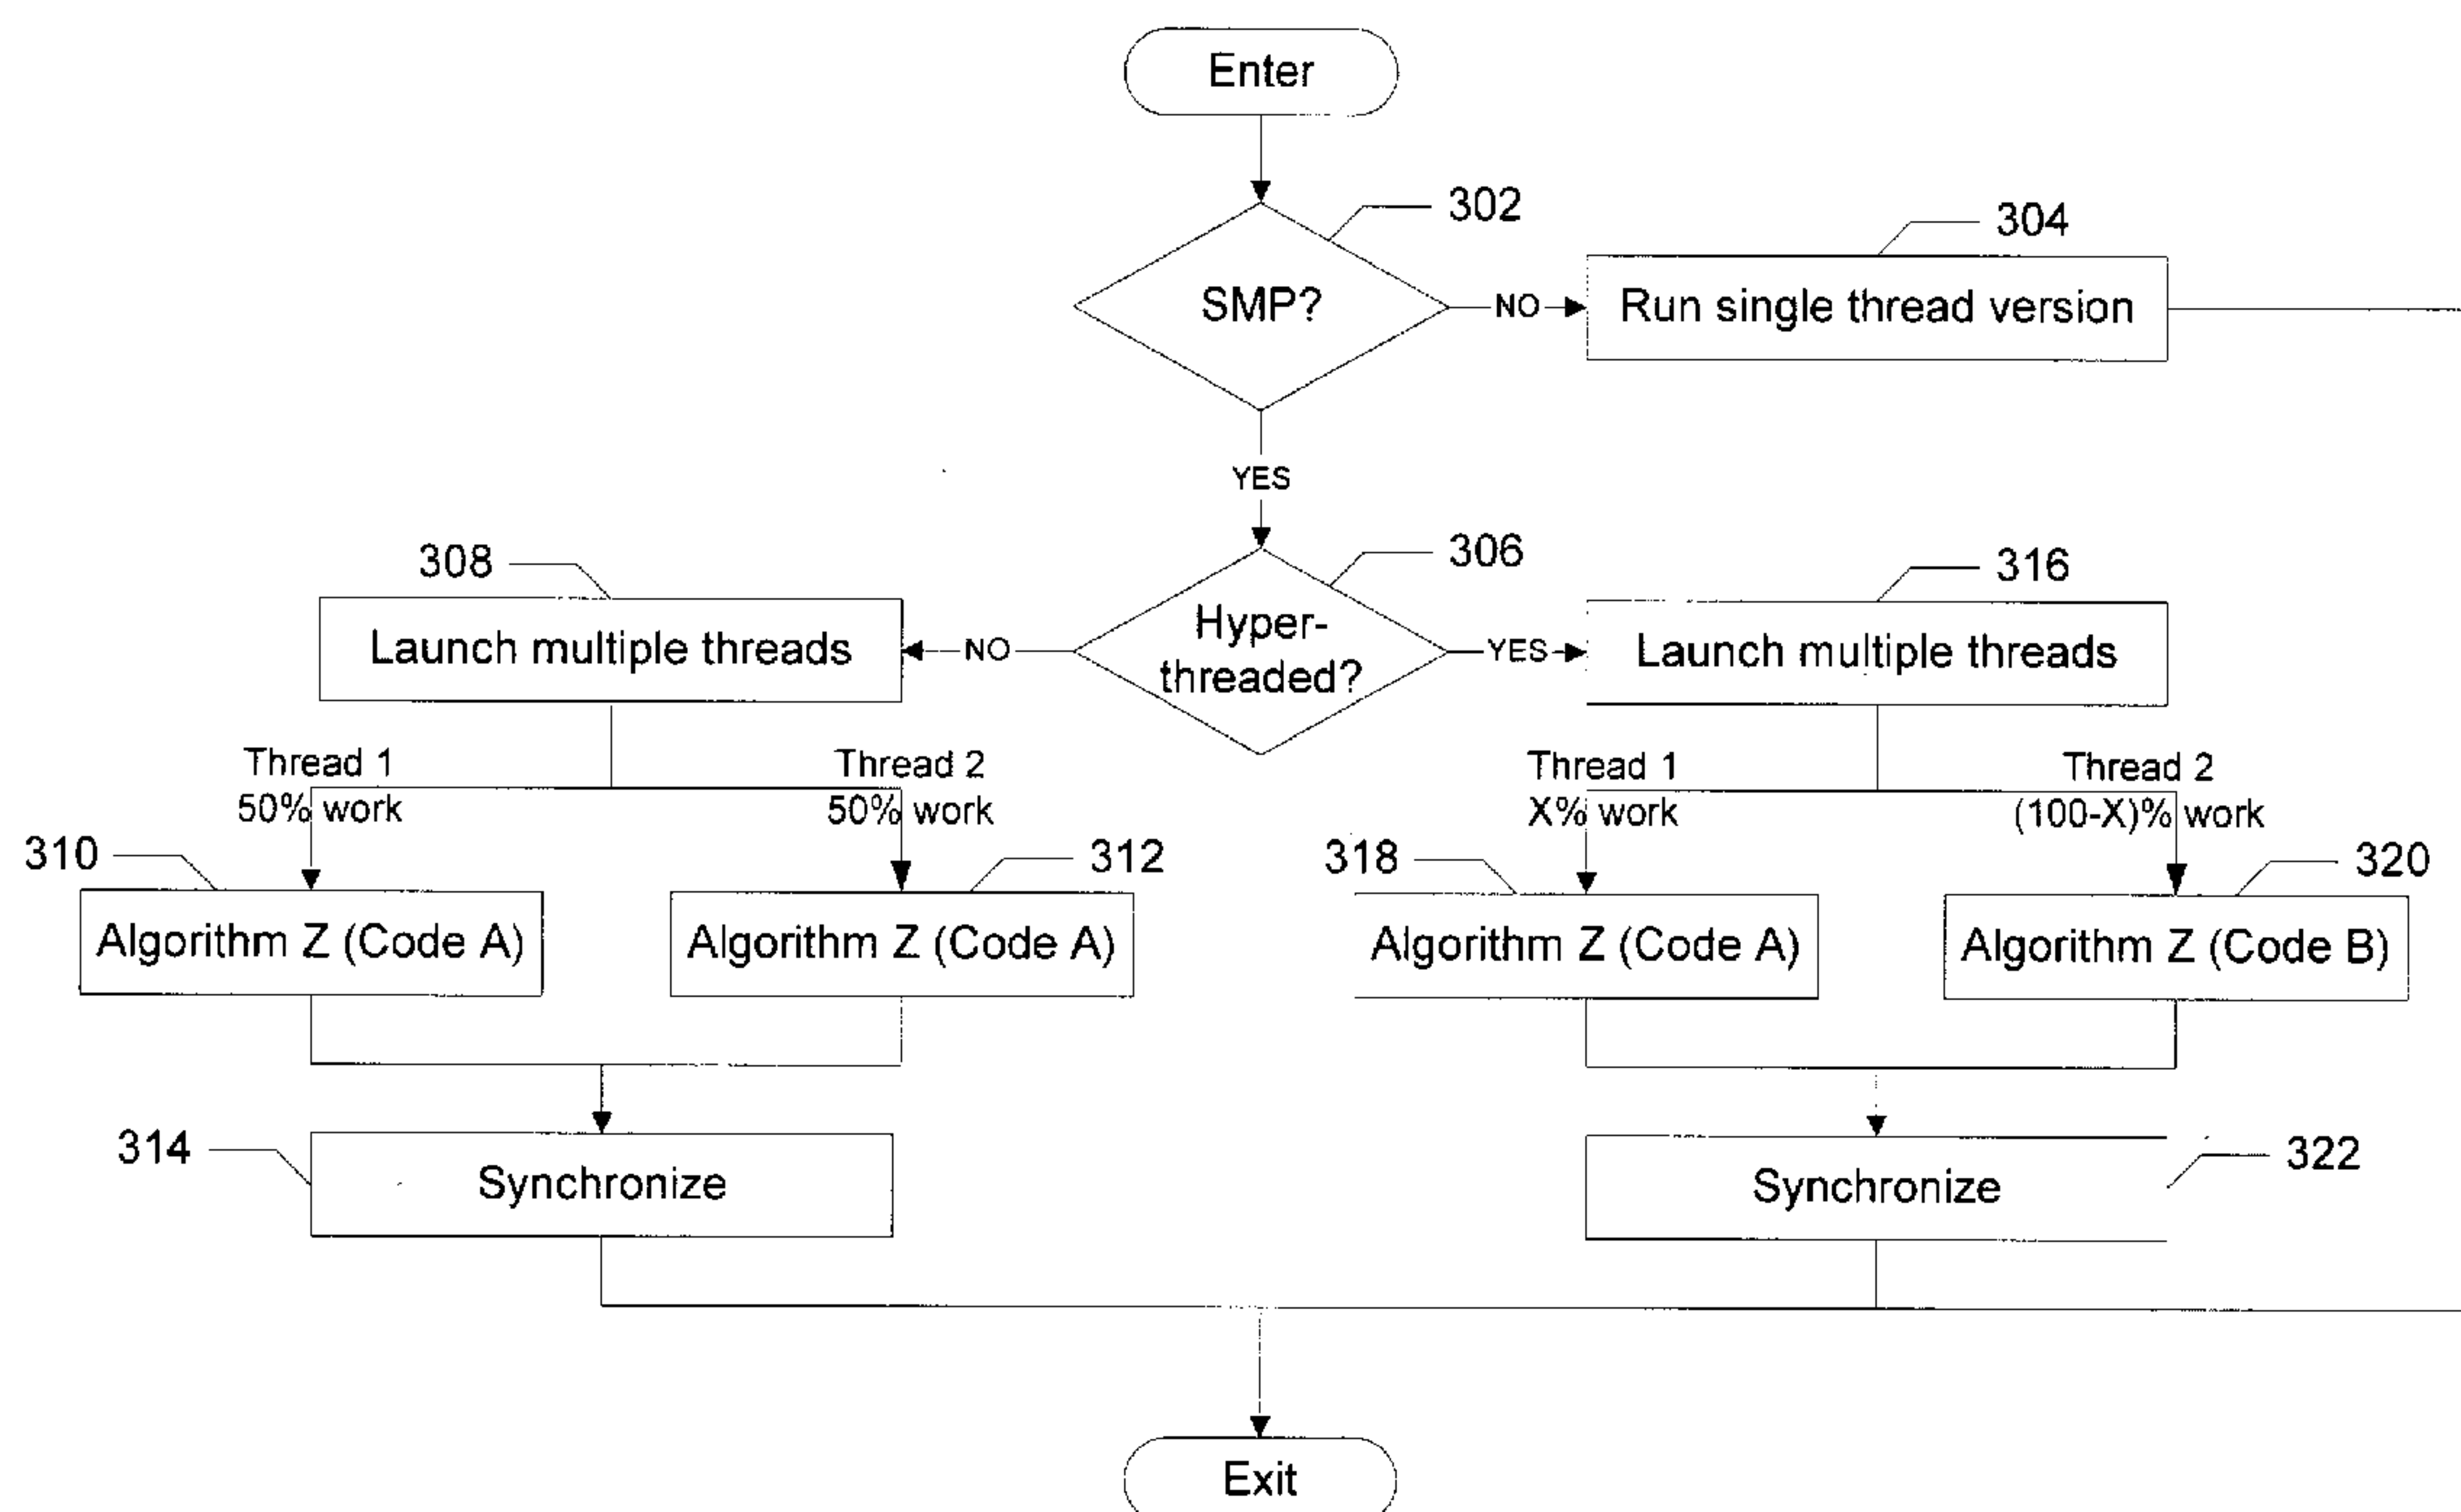 Enter
302
304
SMP?
NO
Run single thread version
YES
308
306
316
Launch multiple threads
NO
Hyper-
threaded?
YES
Launch multiple threads
Thread 1
50% work
Thread 2
50% work
Thread 1
X% work
Thread 2
(100-X)% work
310
312
318
320
Algorithm Z (Code A)
Algorithm Z (Code A)
Algorithm Z (Code A)
Algorithm Z (Code B)
314
Synchronize
Synchronize
322
Exit